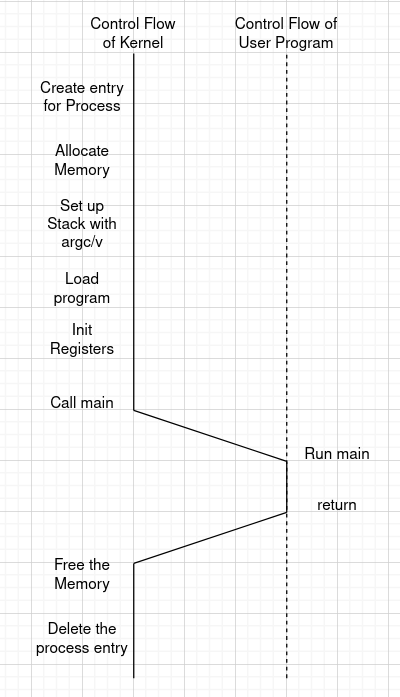 Control Flow
of Kernel
Control Flow of
User Program
Create entry
for Process
Allocate
Memory
Set up
Stack with
argc/v
Load
program
Init
Registers
Call main
Run main
return
Free the
Memory
Delete the
process entry